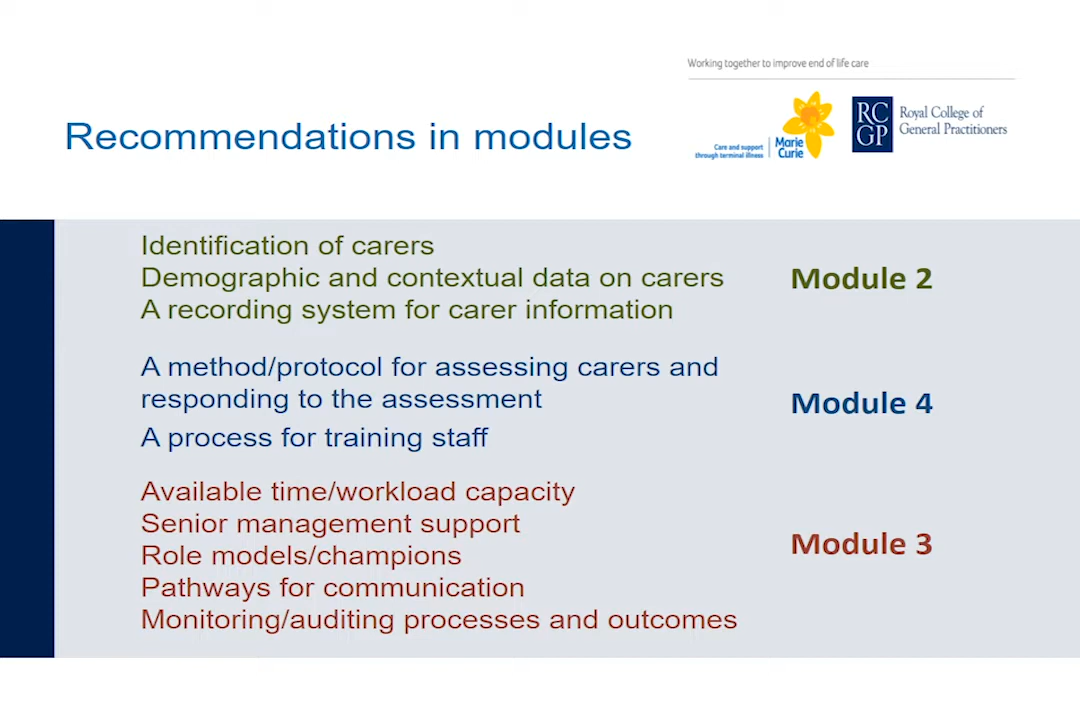 Working together to improve end of life care
Recommendations in modules
Care and support
through terminal illness
Marie
Curie
RC
GP
Royal College of
General Practitioners
Identification of carers
Demographic and contextual data on carers
A recording system for carer information
Module 2
A method/protocol for assessing carers and
responding to the assessment
A process for training staff
Module 4
Available time/workload capacity
Senior management support
Role models/champions
Pathways for communication
Monitoring/auditing processes and outcomes
Module 3